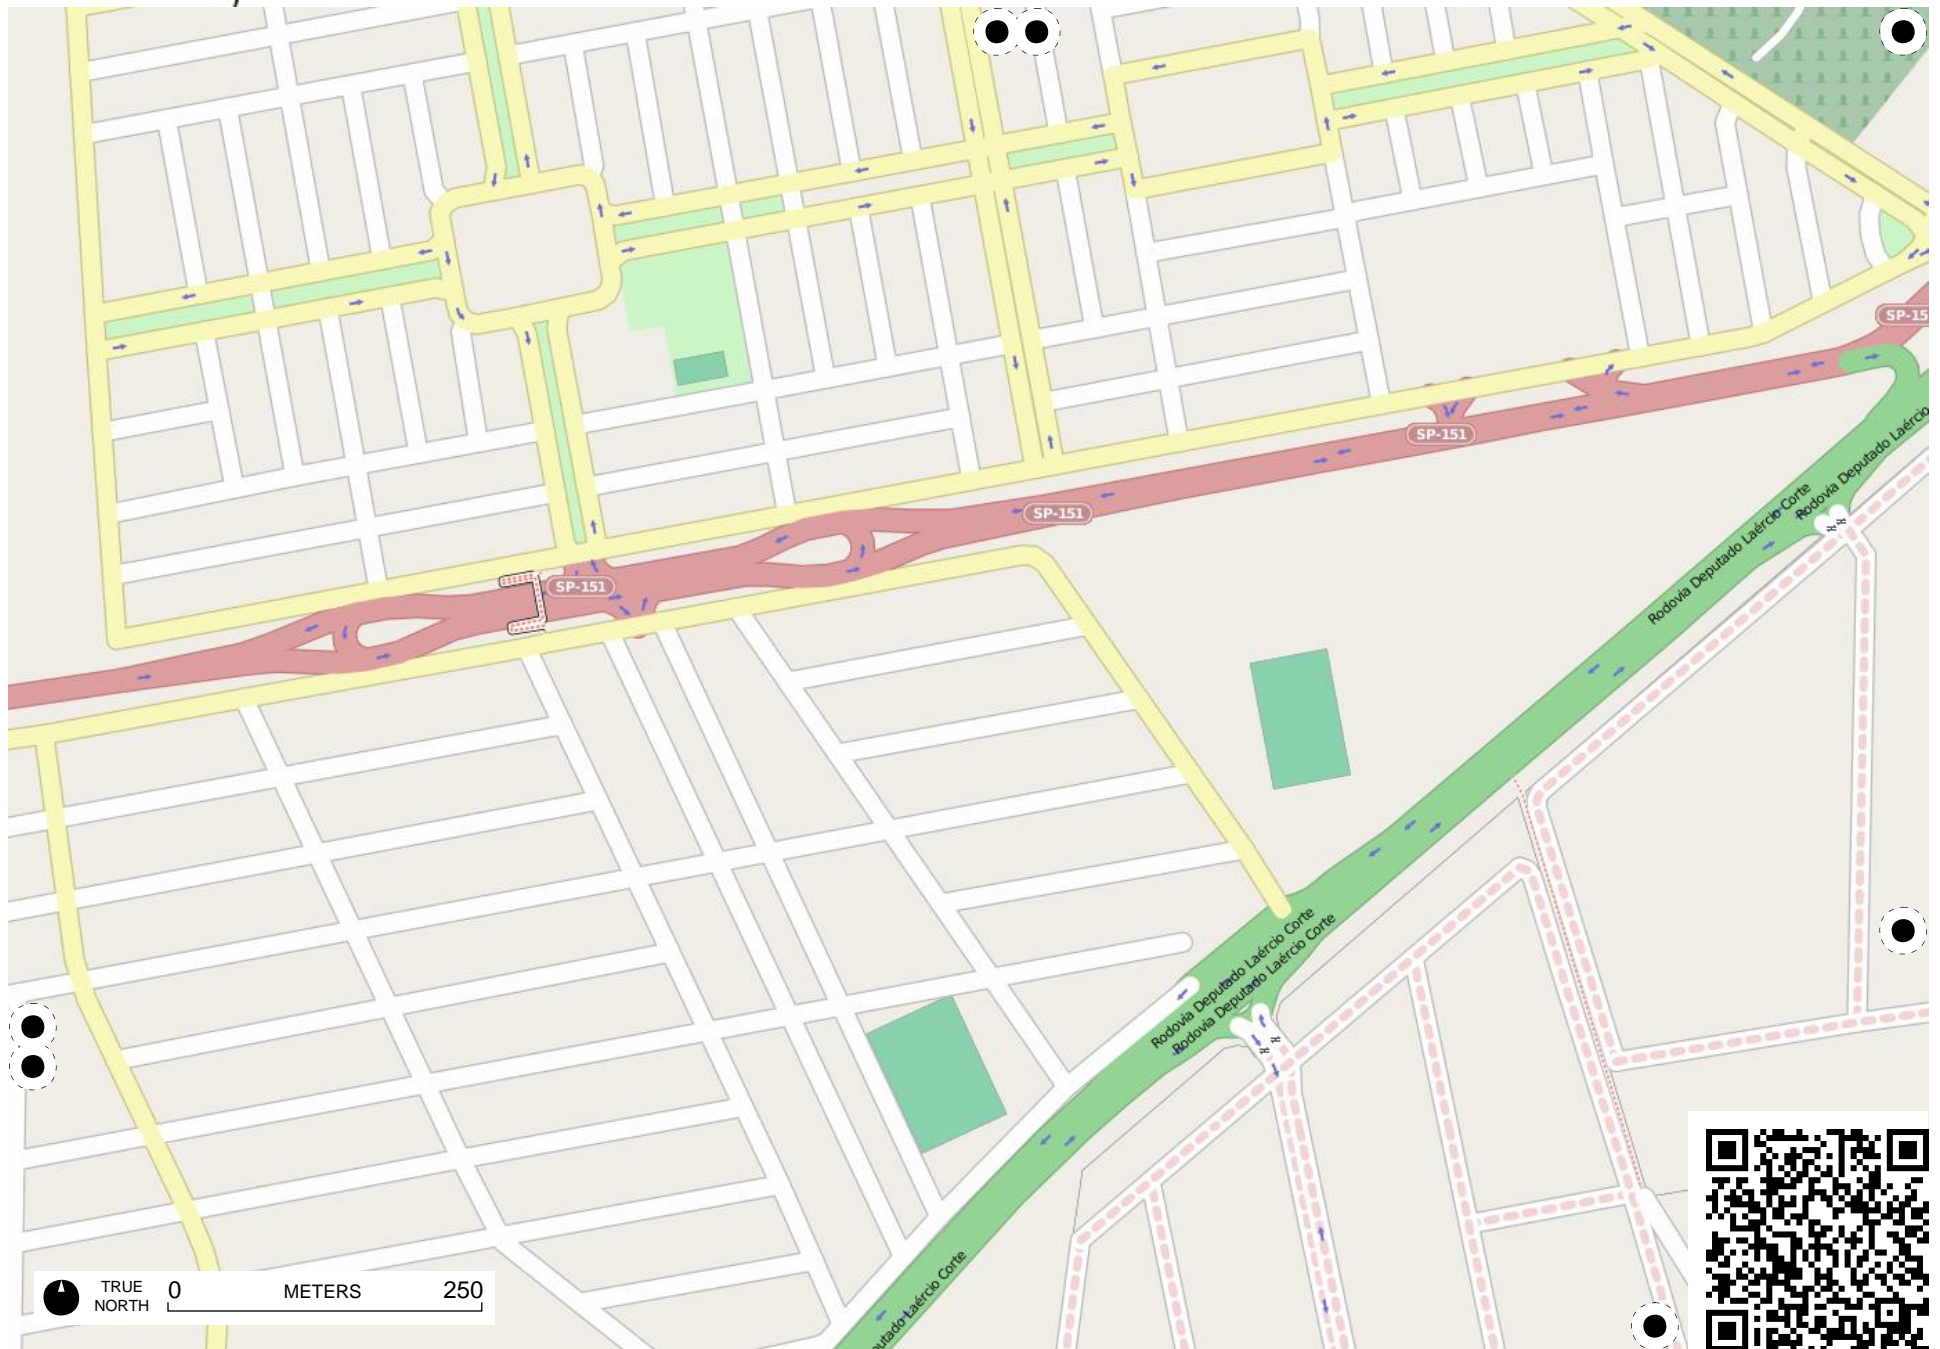 SP-15
SP-151
SP-151
SP-151
Rodovia Deputado Laércio
Rodovia Deputado Laércio Corte
Rodovia Deputado Laércio Corte
Rodovia Deputado Laércio Corte
utado Laércio Corte
TRUE NORTH
0 METERS 250